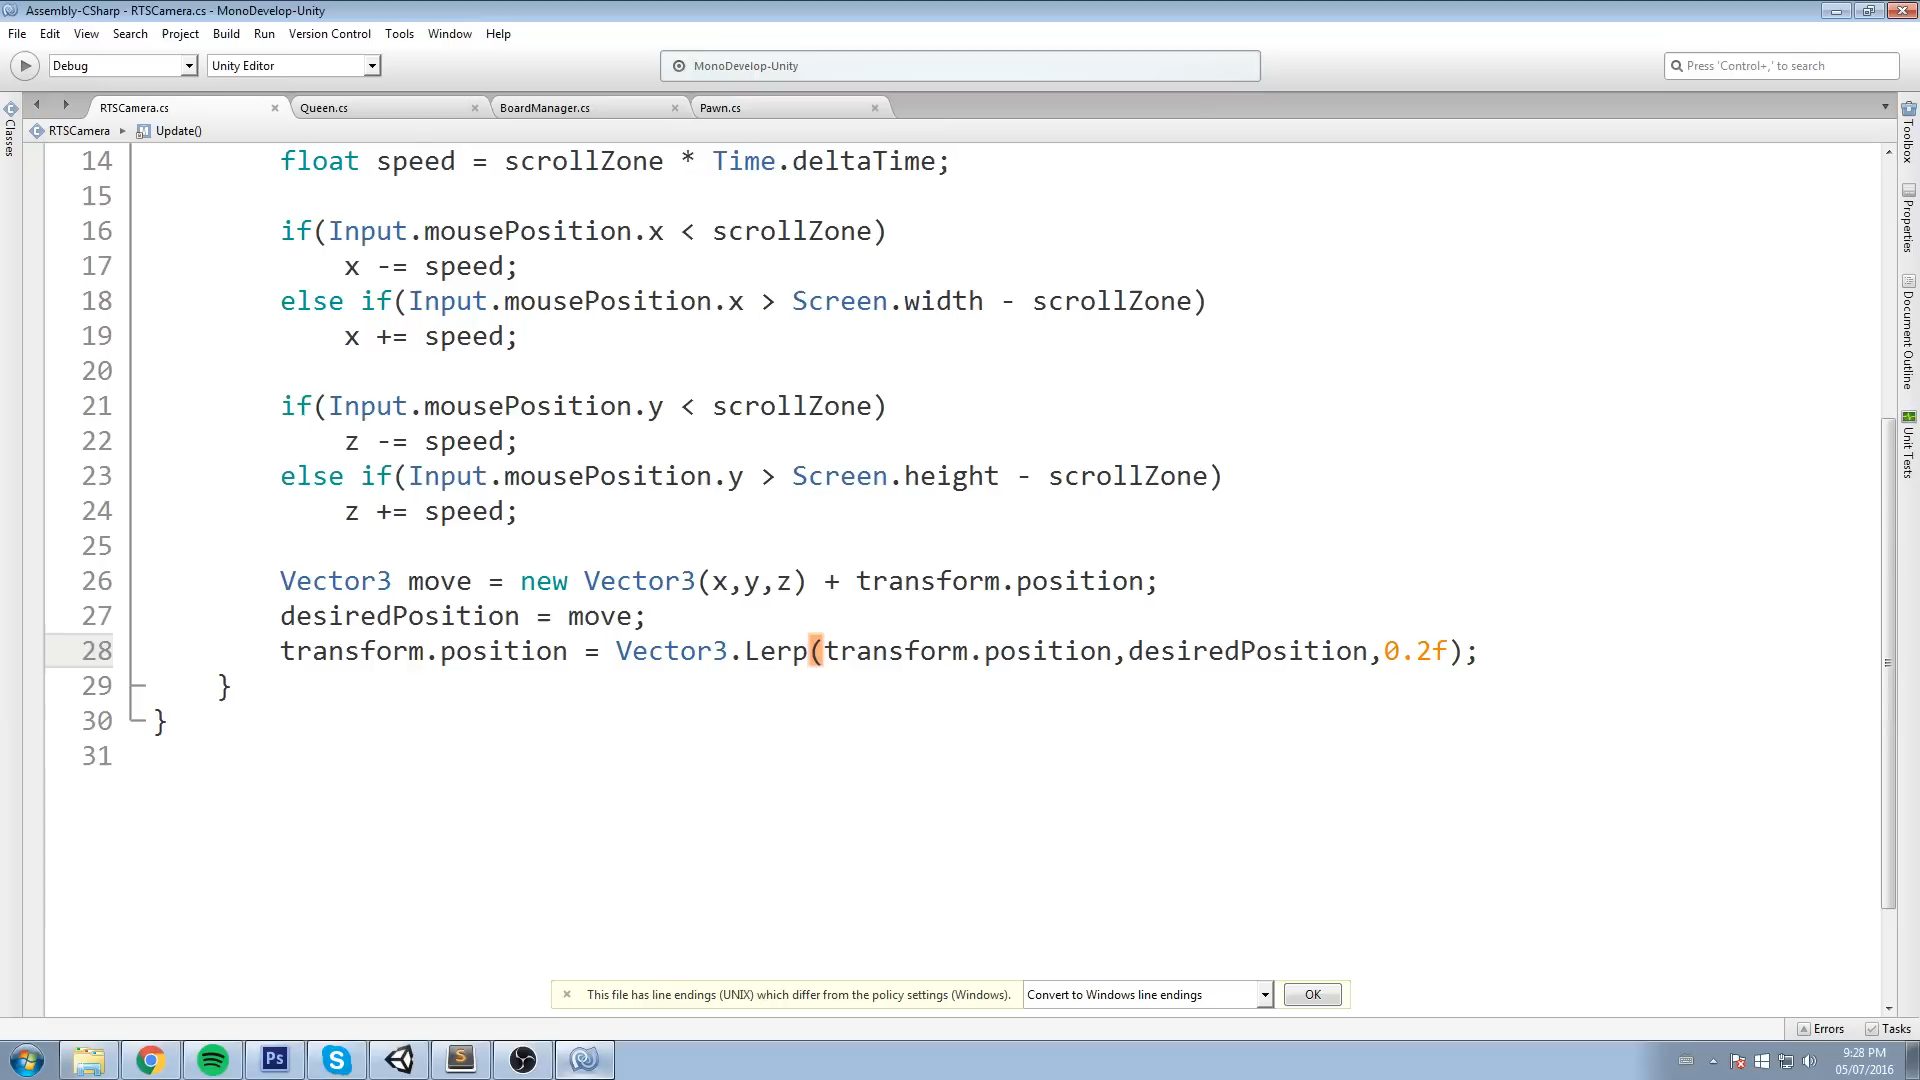 Assembly-CSharp - RTSCamera.cs - MonoDevelop-Unity
File Edit View Search Project Build Run Version Control Tools Window Help
Debug Unity Editor MonoDevelop-Unity Press 'Control+,' to search
RTSCamera.cs Queen.cs BoardManager.cs Pawn.cs
RTSCamera Update()
Classes
Toolbox
Properties
Document Outline
Unit Tests
14 float speed = scrollZone * Time.deltaTime;
15
16 if(Input.mousePosition.x < scrollZone)
17 x -= speed;
18 else if(Input.mousePosition.x > Screen.width - scrollZone)
19 x += speed;
20
21 if(Input.mousePosition.y < scrollZone)
22 z -= speed;
23 else if(Input.mousePosition.y > Screen.height - scrollZone)
24 z += speed;
25
26 Vector3 move = new Vector3(x,y,z) + transform.position;
27 desiredPosition = move;
28 transform.position = Vector3.Lerp(transform.position,desiredPosition,0.2f);
29 }
30 }
31
This file has line endings (UNIX) which differ from the policy settings (Windows). Convert to Windows line endings OK
Errors Tasks
Ps S S
9:28 PM
05/07/2016